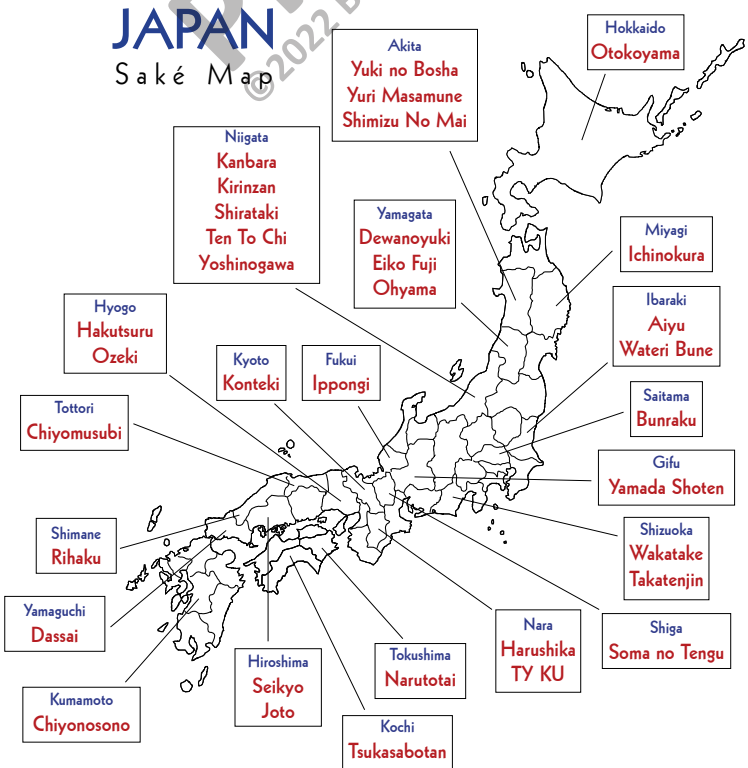 JAPAN
Saké Map
©2022
Hokkaido
Otokoyama
Akita
Yuki no Bosha
Yuri Masamune
Shimizu No Mai
Niigata
Kanbara
Kirinzan
Shirataki
Ten To Chi
Yoshinogawa
Yamagata
Dewanoyuki
Eiko Fuji
Ohyama
Miyagi
Ichinokura
Ibaraki
Aiyu
Wateri Bune
Hyogo
Hakutsuru
Ozeki
Kyoto
Konteki
Fukui
Ippongi
Saitama
Bunraku
Tottori
Chiyomusubi
Gifu
Yamada Shoten
Shimane
Rihaku
Shizuoka
Wakatake
Takatenjin
Yamaguchi
Dassai
Nara
Harushika
TY KU
Shiga
Soma no Tengu
Hiroshima
Seikyo
Joto
Tokushima
Narutotai
Kumamoto
Chiyonosono
Kochi
Tsukasabotan